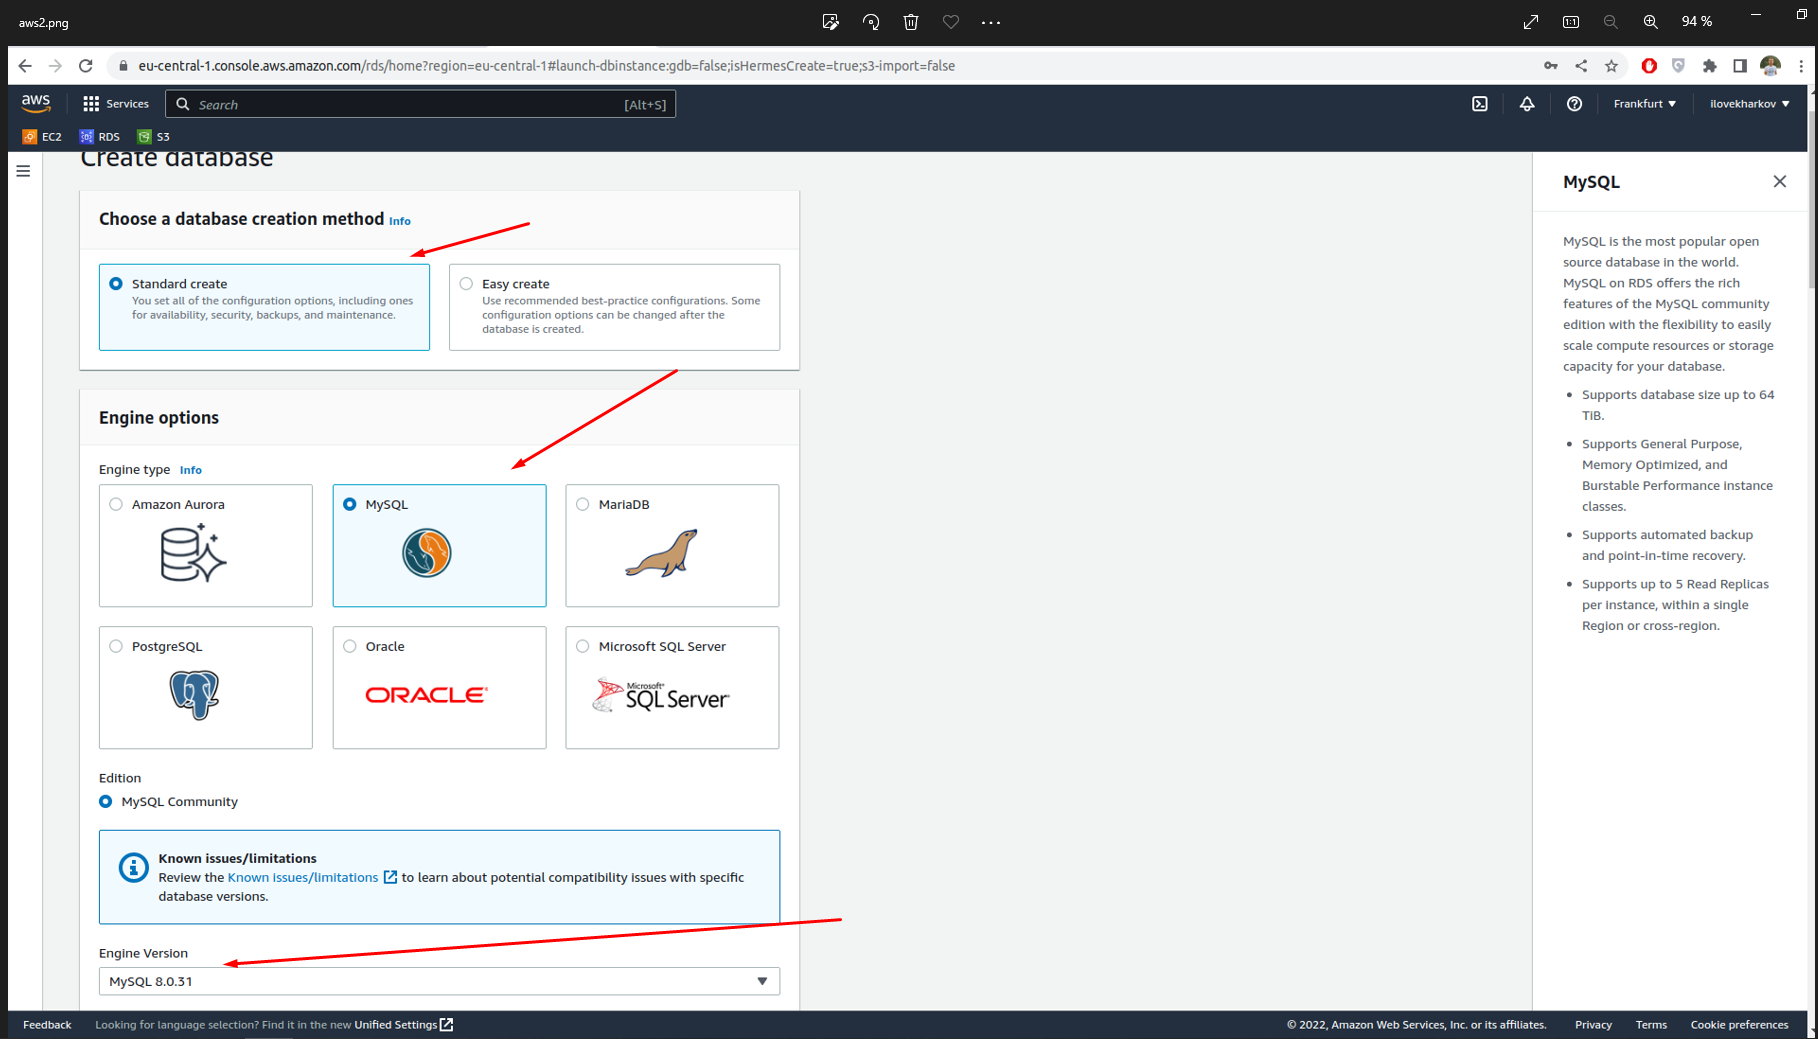 aws2.png
94 %
eu-central-1.console.aws.amazon.com/rds/home?region=eu-central-1#launch-dbinstance:gdb=false;isHermesCreate=true;s3-import=false
aws
Services
Search
[Alt+S]
Frankfurt
ilovekharkov
EC2
RDS
S3
Create database
Choose a database creation method Info
Standard create
You set all of the configuration options, including ones
for availability, security, backups, and maintenance.
Easy create
Use recommended best-practice configurations. Some
configuration options can be changed after the
database is created.
Engine options
Engine type Info
Amazon Aurora
MySQL
MariaDB
PostgreSQL
Oracle
ORACLE
Microsoft SQL Server
Microsoft
SQL Server
Edition
MySQL Community
Known issues/limitations
Review the Known issues/limitations to learn about potential compatibility issues with specific
database versions.
Engine Version
MySQL 8.0.31
MySQL
MySQL is the most popular open
source database in the world.
MySQL on RDS offers the rich
features of the MySQL community
edition with the flexibility to easily
scale compute resources or storage
capacity for your database.
• Supports database size up to 64
TiB.
• Supports General Purpose,
Memory Optimized, and
Burstable Performance instance
classes.
• Supports automated backup
and point-in-time recovery.
• Supports up to 5 Read Replicas
per instance, within a single
Region or cross-region.
Feedback
Looking for language selection? Find it in the new Unified Settings
© 2022, Amazon Web Services, Inc. or its affiliates.
Privacy
Terms
Cookie preferences